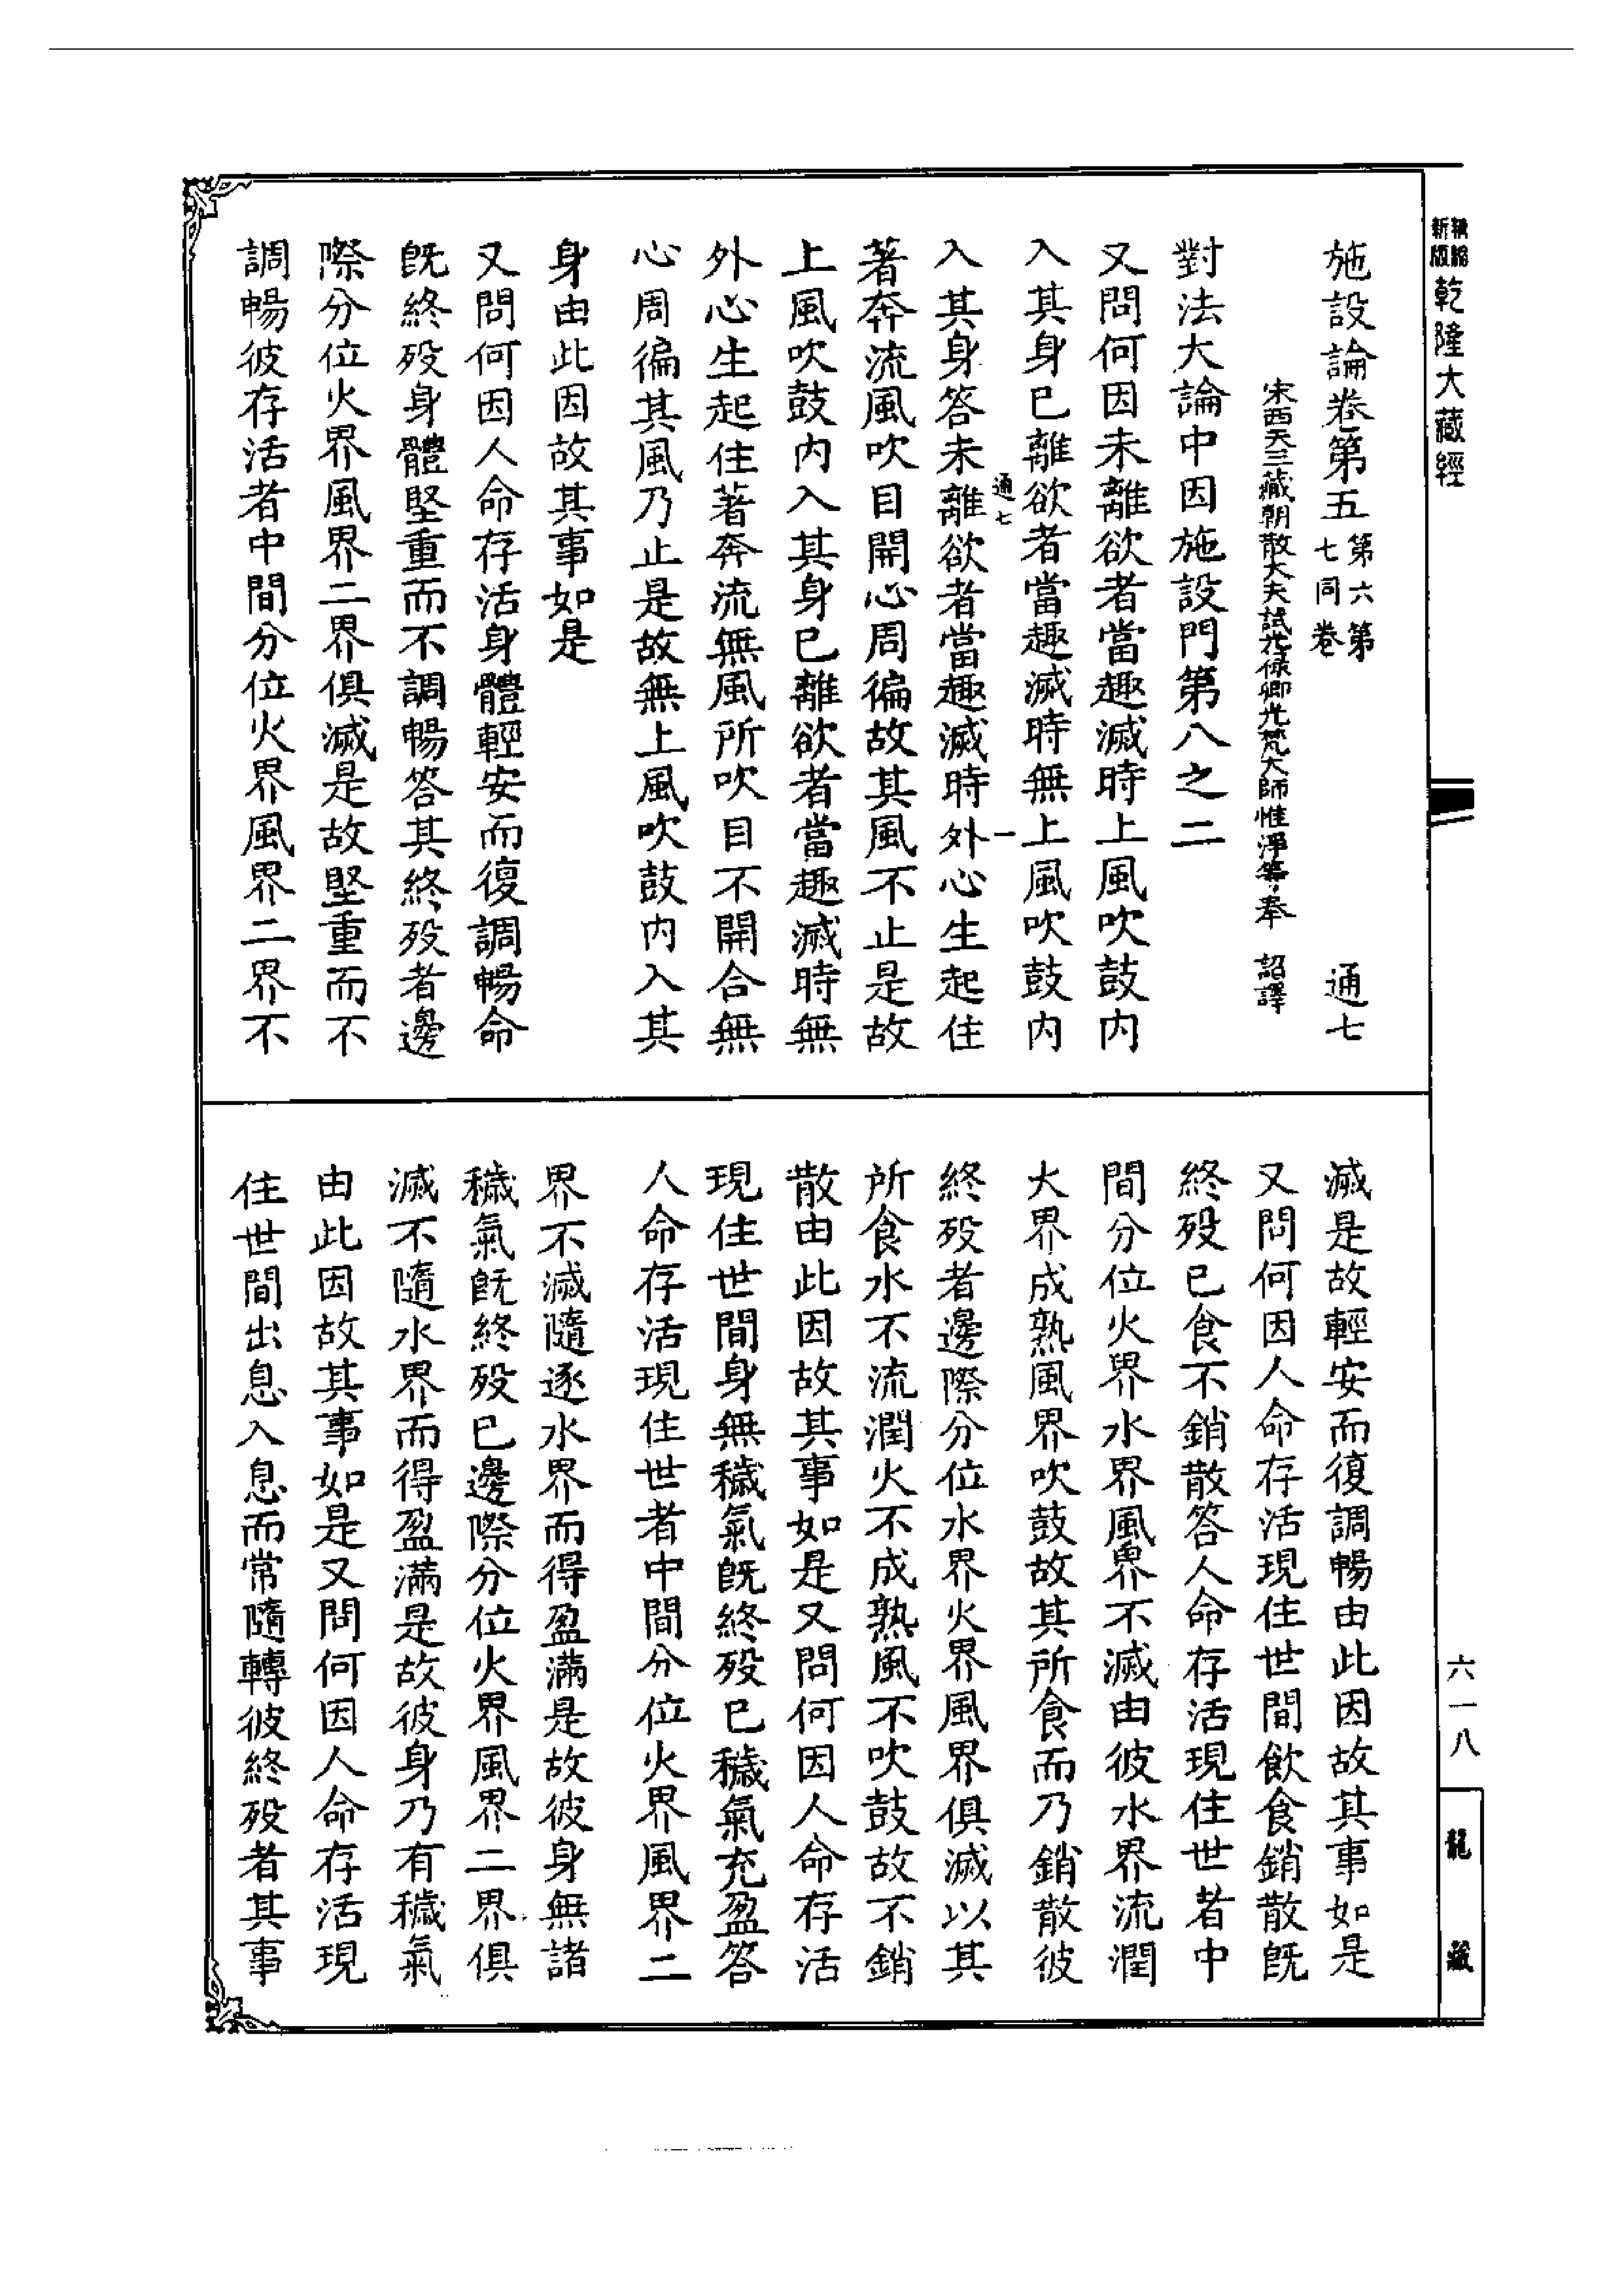 新編
縮版
乾隆大藏經
施設論卷第五 第六第七同卷 通七
宋西天三藏朝散大夫試光祿卿光梵大師惟淨等奉 詔譯
對法大論中因施設門第八之二
又問何因未離欲者當趣滅時上風吹鼓內
入其身已離欲者當趣滅時無上風吹鼓內
通七 一
入其身答未離欲者當趣滅時外心生起住
著奔流風吹目開心周徧故其風不止是故
上風吹鼓內入其身已離欲者當趣滅時無
外心生起住著奔流無風所吹目不開合無
心周徧其風乃止是故無上風吹鼓內入其
身由此因故其事如是
又問何因人命存活身體輕安而復調暢命
既終歿身體堅重而不調暢答其終歿者邊
際分位火界風界二界俱滅是故堅重而不
調暢彼存活者中間分位火界風界二界不
滅是故輕安而復調暢由此因故其事如是
又問何因人命存活現住世間飲食銷散既
終歿已食不銷散答人命存活現住世者中
間分位火界水界風界不滅由彼水界流潤
大界成熟風界吹鼓故其所食而乃銷散彼
終歿者邊際分位水界火界風界俱滅以其
所食水不流潤火不成熟風不吹鼓故不銷
散由此因故其事如是又問何因人命存活
現住世間身無穢氣既終歿已穢氣充盈答
人命存活現住世者中間分位火界風界二
界不滅隨逐水界而得盈滿是故彼身無諸
穢氣既終歿已邊際分位火界風界二界俱
滅不隨水界而得盈滿是故彼身乃有穢氣
由此因故其事如是又問何因人命存活現
住世間出息入息而常隨轉彼終歿者其事
六一八
龍藏